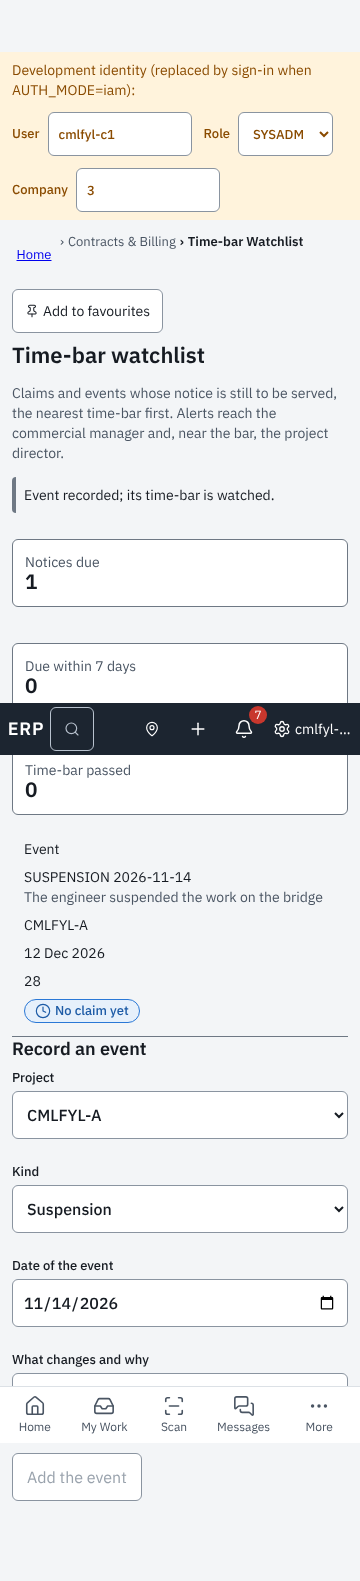 Development identity (replaced by sign-in when
AUTH_MODE=iam):
User cmlfyl-c1 Role SYSADM
Company 3
› Contracts & Billing › Time-bar Watchlist
Home
Add to favourites
Time-bar watchlist
Claims and events whose notice is still to be served,
the nearest time-bar first. Alerts reach the
commercial manager and, near the bar, the project
director.
Event recorded; its time-bar is watched.
Notices due
1
Due within 7 days
0
ERP 7 cmlfyl-...
Time-bar passed
0
Event
SUSPENSION 2026-11-14
The engineer suspended the work on the bridge
CMLFYL-A
12 Dec 2026
28
No claim yet
Record an event
Project
CMLFYL-A
Kind
Suspension
Date of the event
11/14/2026
What changes and why
Home My Work Scan Messages More
Add the event